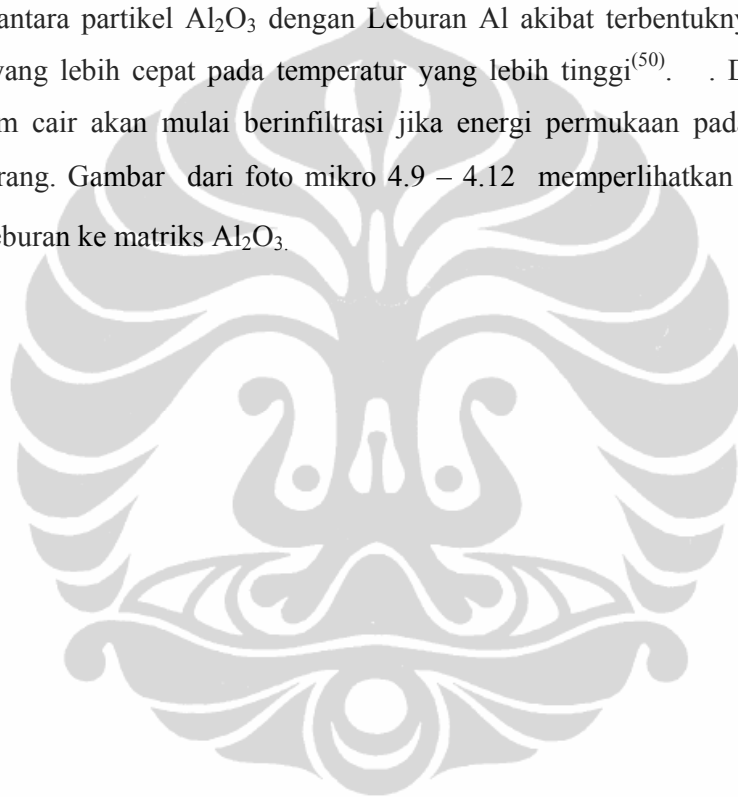 antara partikel Al₂O₃ dengan Leburan Al akibat terbentukny
yang lebih cepat pada temperatur yang lebih tinggi⁽⁵⁰⁾. . D
m cair akan mulai berinfiltrasi jika energi permukaan pada
rang. Gambar dari foto mikro 4.9 – 4.12 memperlihatkan
eburan ke matriks Al₂O₃.